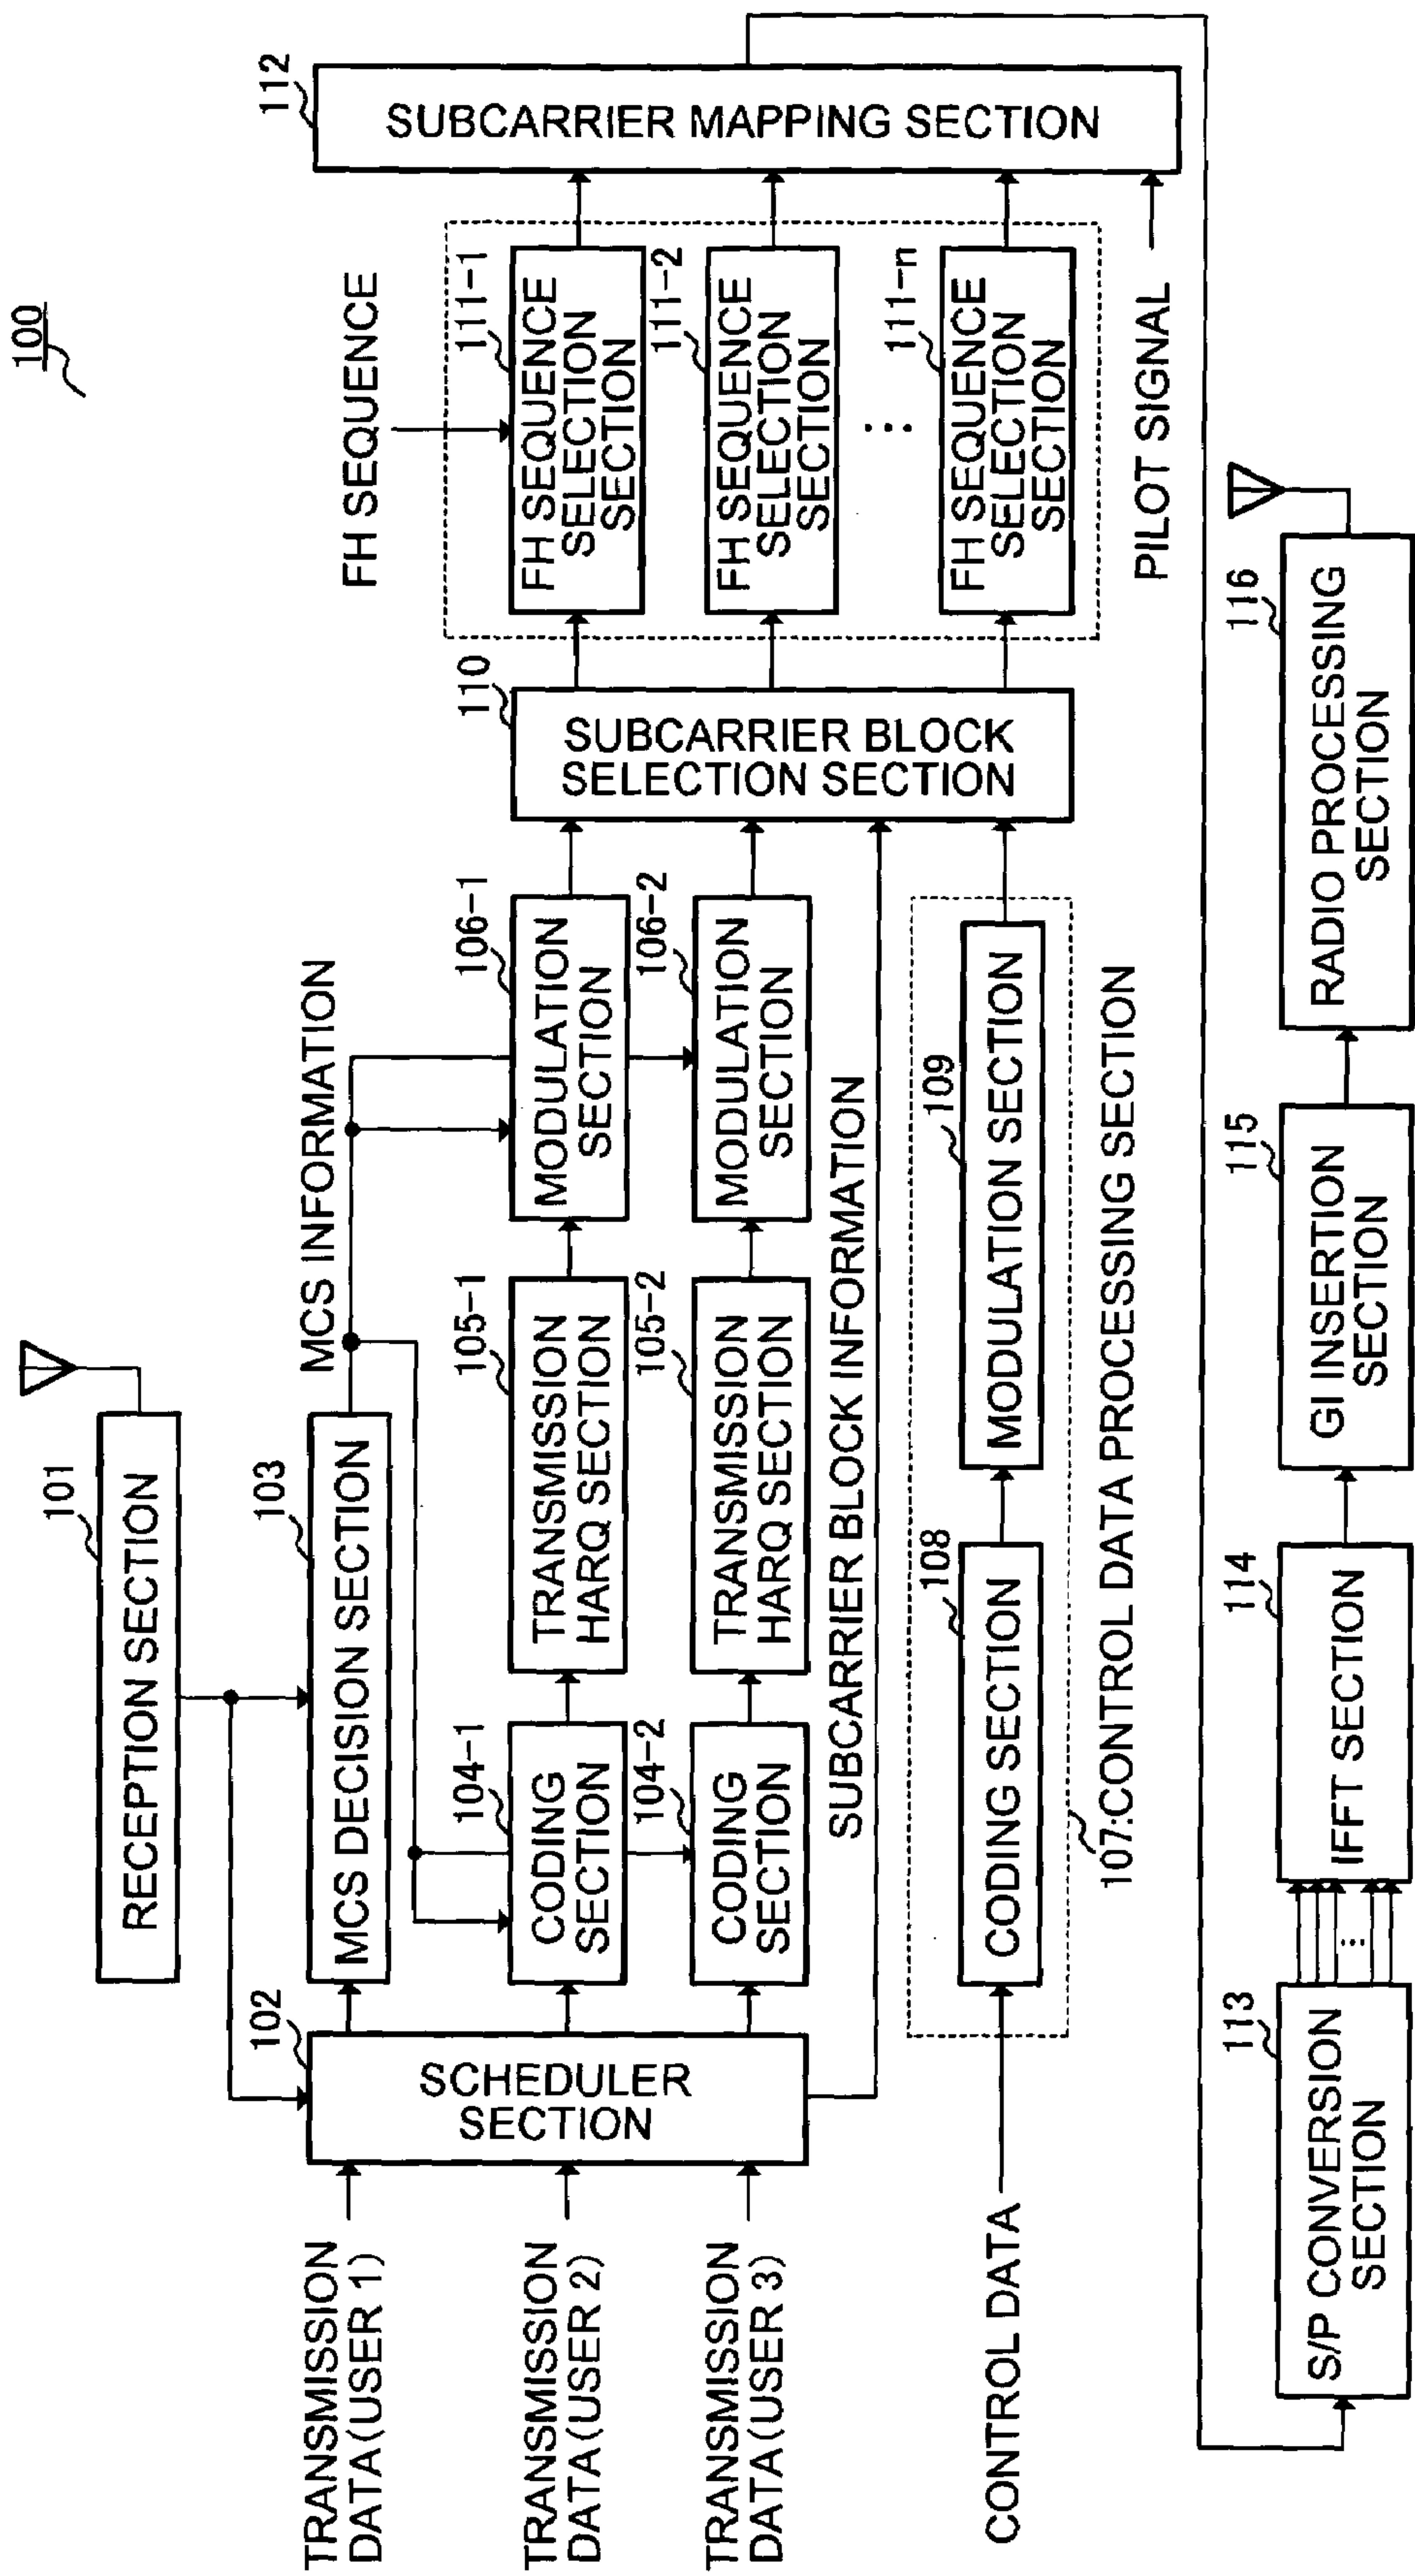 100
101
RECEPTION SECTION
102
SCHEDULER
SECTION
103
MCS DECISION SECTION
MCS INFORMATION
TRANSMISSION
DATA(USER 1)
TRANSMISSION
DATA(USER 2)
TRANSMISSION
DATA(USER 3)
104-1
CODING
SECTION
104-2
CODING
SECTION
105-1
TRANSMISSION
HARQ SECTION
105-2
TRANSMISSION
HARQ SECTION
106-1
MODULATION
SECTION
106-2
MODULATION
SECTION
SUBCARRIER BLOCK INFORMATION
CONTROL DATA
108
CODING SECTION
109
MODULATION SECTION
107:CONTROL DATA PROCESSING SECTION
110
SUBCARRIER BLOCK
SELECTION SECTION
FH SEQUENCE
111-1
FH SEQUENCE
SELECTION
SECTION
111-2
FH SEQUENCE
SELECTION
SECTION
...
111-n
FH SEQUENCE
SELECTION
SECTION
PILOT SIGNAL
112
SUBCARRIER MAPPING SECTION
113
S/P CONVERSION
SECTION
...
114
IFFT SECTION
115
GI INSERTION
SECTION
116
RADIO PROCESSING
SECTION